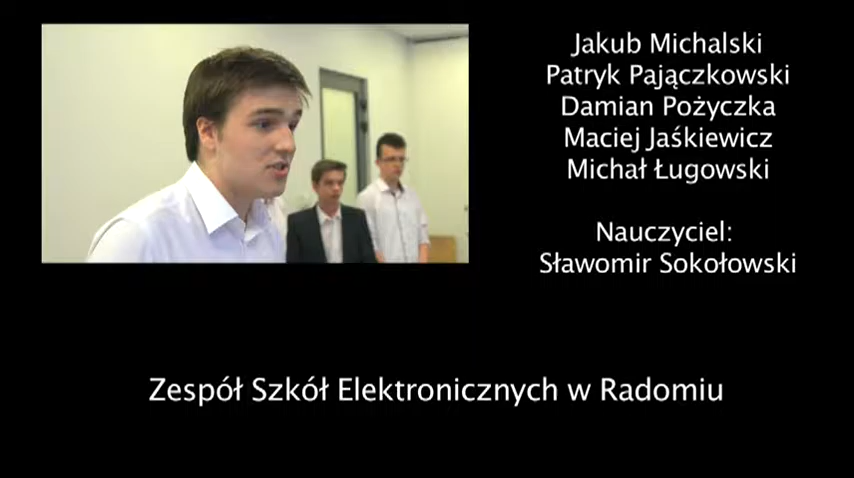 Jakub Michalski
Patryk Pajączkowski
Damian Pożyczka
Maciej Jaśkiewicz
Michał Ługowski
Nauczyciel:
Sławomir Sokołowski
Zespół Szkół Elektronicznych w Radomiu